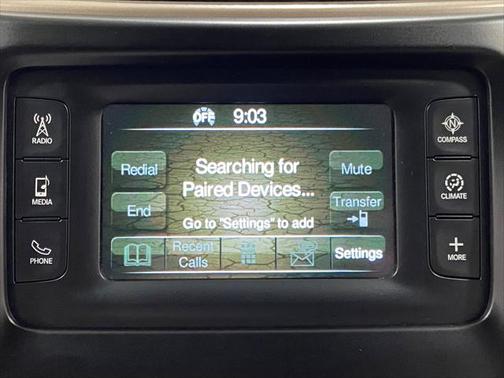 OFF 9:03
RADIO
MEDIA
PHONE
Redial
End
Searching for
Paired Devices...
Go to "Settings" to add
Mute
Transfer
Recent
Calls
Settings
N
COMPASS
CLIMATE
+
MORE